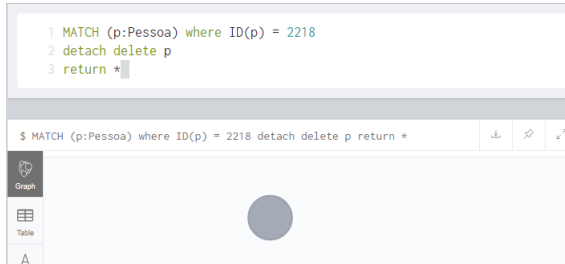 1 MATCH (p:Pessoa) where ID(p) = 2218
2 detach delete p
3 return *
$ MATCH (p:Pessoa) where ID(p) = 2218 detach delete p return *
Graph
Table
A